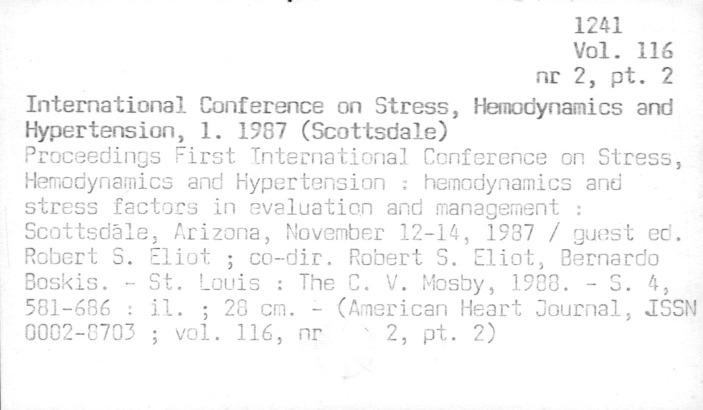 1241
Vol. 116
nr 2, pt. 2
International Conference on Stress, Hemodynamics and
Hypertension, 1. 1987 (Scottsdale)
Proceedings First International Conference on Stress,
Hemodynamics and Hypertension : hemodynamics and
stress factors in evaluation and management :
Scottsdale, Arizona, November 12-14, 1987 / guest ed.
Robert S. Eliot ; co-dir. Robert S. Eliot, Bernardo
Boskis. - St. Louis : The C. V. Mosby, 1988. - S. 4,
581-686 : il. ; 28 cm. - (American Heart Journal, ISSN
0002-8703 ; vol. 116, nr 2, pt. 2)